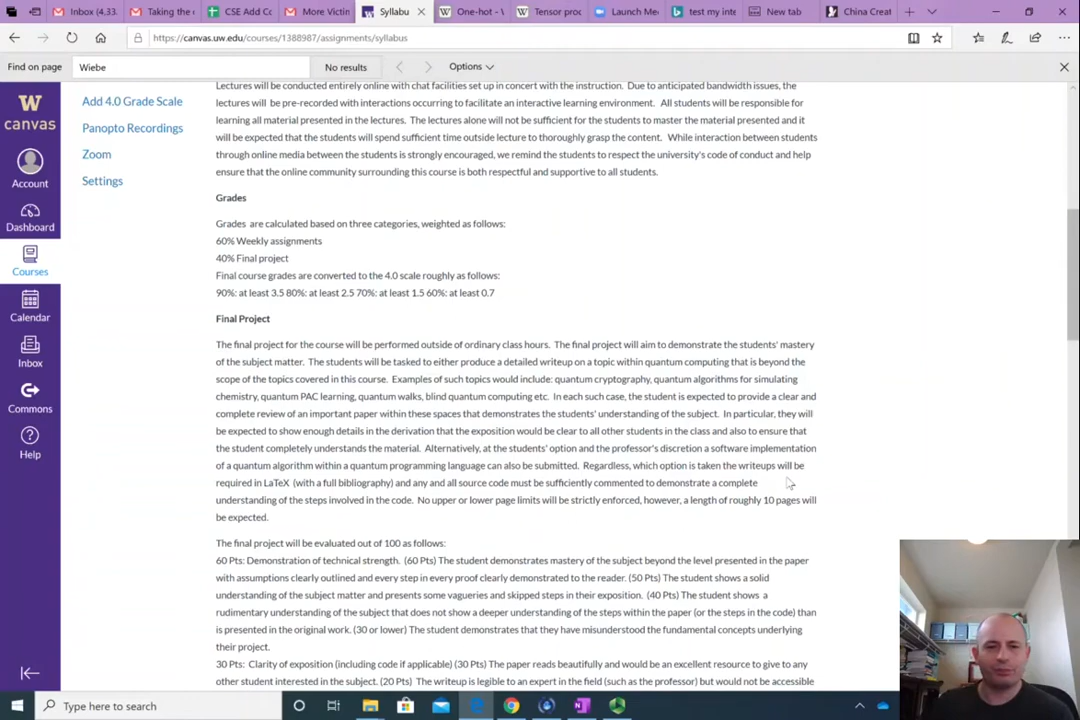 Inbox (4,33.
Taking the
CSE Add Co
More Victin
Syllabu
One-hot - V
Tensor proc
Launch Mee
test my inte
New tab
China Creat
https://canvas.uw.edu/courses/1388987/assignments/syllabus
Find on page
Wiebe
No results
Options
W
canvas
Account
Dashboard
Courses
Calendar
Inbox
Commons
Help
Add 4.0 Grade Scale
Panopto Recordings
Zoom
Settings
Lectures will be conducted entirely online with chat facilities set up in concert with the instruction. Due to anticipated bandwidth issues, the
lectures will be pre-recorded with interactions occurring to facilitate an interactive learning environment. All students will be responsible for
learning all material presented in the lectures. The lectures alone will not be sufficient for the students to master the material presented and it
will be expected that the students will spend sufficient time outside lecture to thoroughly grasp the content. While interaction between students
through online media between the students is strongly encouraged, we remind the students to respect the university's code of conduct and help
ensure that the online community surrounding this course is both respectful and supportive to all students.
Grades
Grades are calculated based on three categories, weighted as follows:
60% Weekly assignments
40% Final project
Final course grades are converted to the 4.0 scale roughly as follows:
90%: at least 3.5 80%: at least 2.5 70%: at least 1.5 60%: at least 0.7
Final Project
The final project for the course will be performed outside of ordinary class hours. The final project will aim to demonstrate the students' mastery
of the subject matter. The students will be tasked to either produce a detailed writeup on a topic within quantum computing that is beyond the
scope of the topics covered in this course. Examples of such topics would include: quantum cryptography, quantum algorithms for simulating
chemistry, quantum PAC learning, quantum walks, blind quantum computing etc. In each such case, the student is expected to provide a clear and
complete review of an important paper within these spaces that demonstrates the students' understanding of the subject. In particular, they will
be expected to show enough details in the derivation that the exposition would be clear to all other students in the class and also to ensure that
the student completely understands the material. Alternatively, at the students' option and the professor's discretion a software implementation
of a quantum algorithm within a quantum programming language can also be submitted. Regardless, which option is taken the writeups will be
required in LaTeX (with a full bibliography) and any and all source code must be sufficiently commented to demonstrate a complete
understanding of the steps involved in the code. No upper or lower page limits will be strictly enforced, however, a length of roughly 10 pages will
be expected.
The final project will be evaluated out of 100 as follows:
60 Pts: Demonstration of technical strength. (60 Pts) The student demonstrates mastery of the subject beyond the level presented in the paper
with assumptions clearly outlined and every step in every proof clearly demonstrated to the reader. (50 Pts) The student shows a solid
understanding of the subject matter and presents some vagueries and skipped steps in their exposition. (40 Pts) The student shows a
rudimentary understanding of the subject that does not show a deeper understanding of the steps within the paper (or the steps in the code) than
is presented in the original work. (30 or lower) The student demonstrates that they have misunderstood the fundamental concepts underlying
their project.
30 Pts: Clarity of exposition (including code if applicable) (30 Pts) The paper reads beautifully and would be an excellent resource to give to any
other student interested in the subject. (20 Pts) The writeup is legible to an expert in the field (such as the professor) but would not be accessible
Type here to search